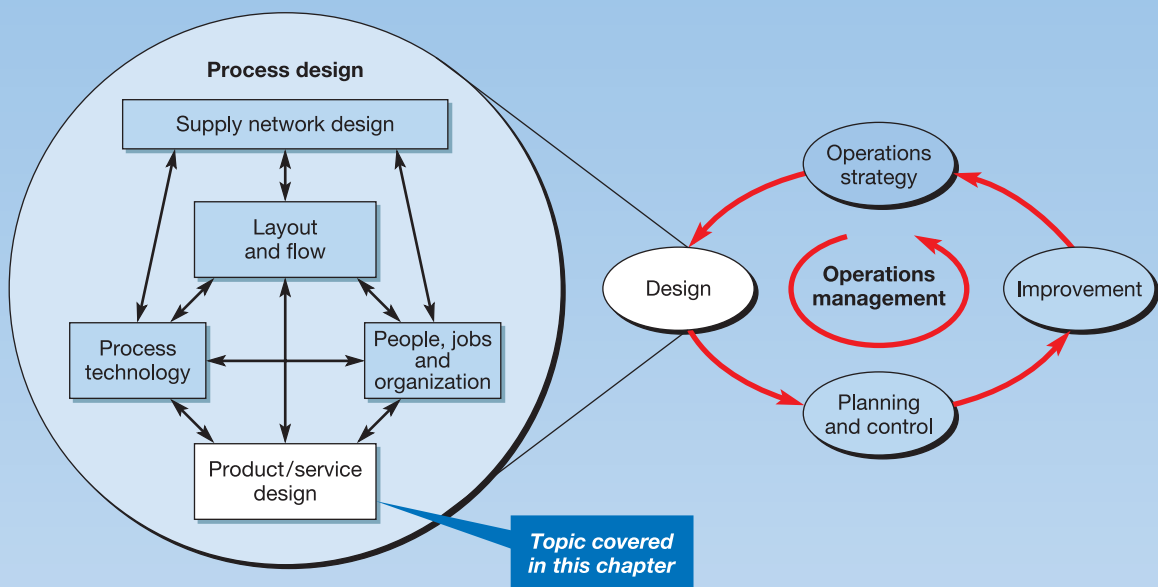 Process design
Supply network design
Layout
and flow
Process
technology
People, jobs
and
organization
Product/service
design
Topic covered
in this chapter
Operations
strategy
Design
Operations
management
Improvement
Planning
and control